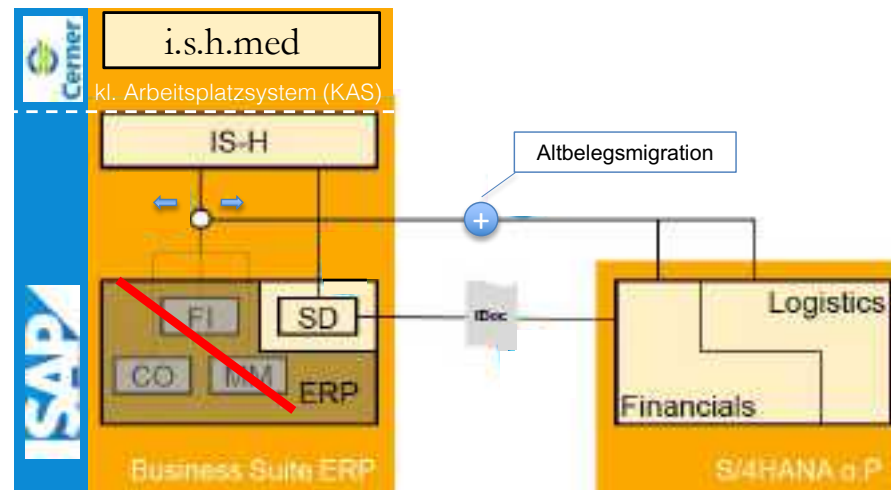 i.s.h.med
Cerner
kl. Arbeitsplatzsystem (KAS)
IS-H
Altbelegsmigration
+
FI
SD
IDoc
Logistics
CO
MM
ERP
Financials
SAP
Business Suite ERP
S/4HANA o.P